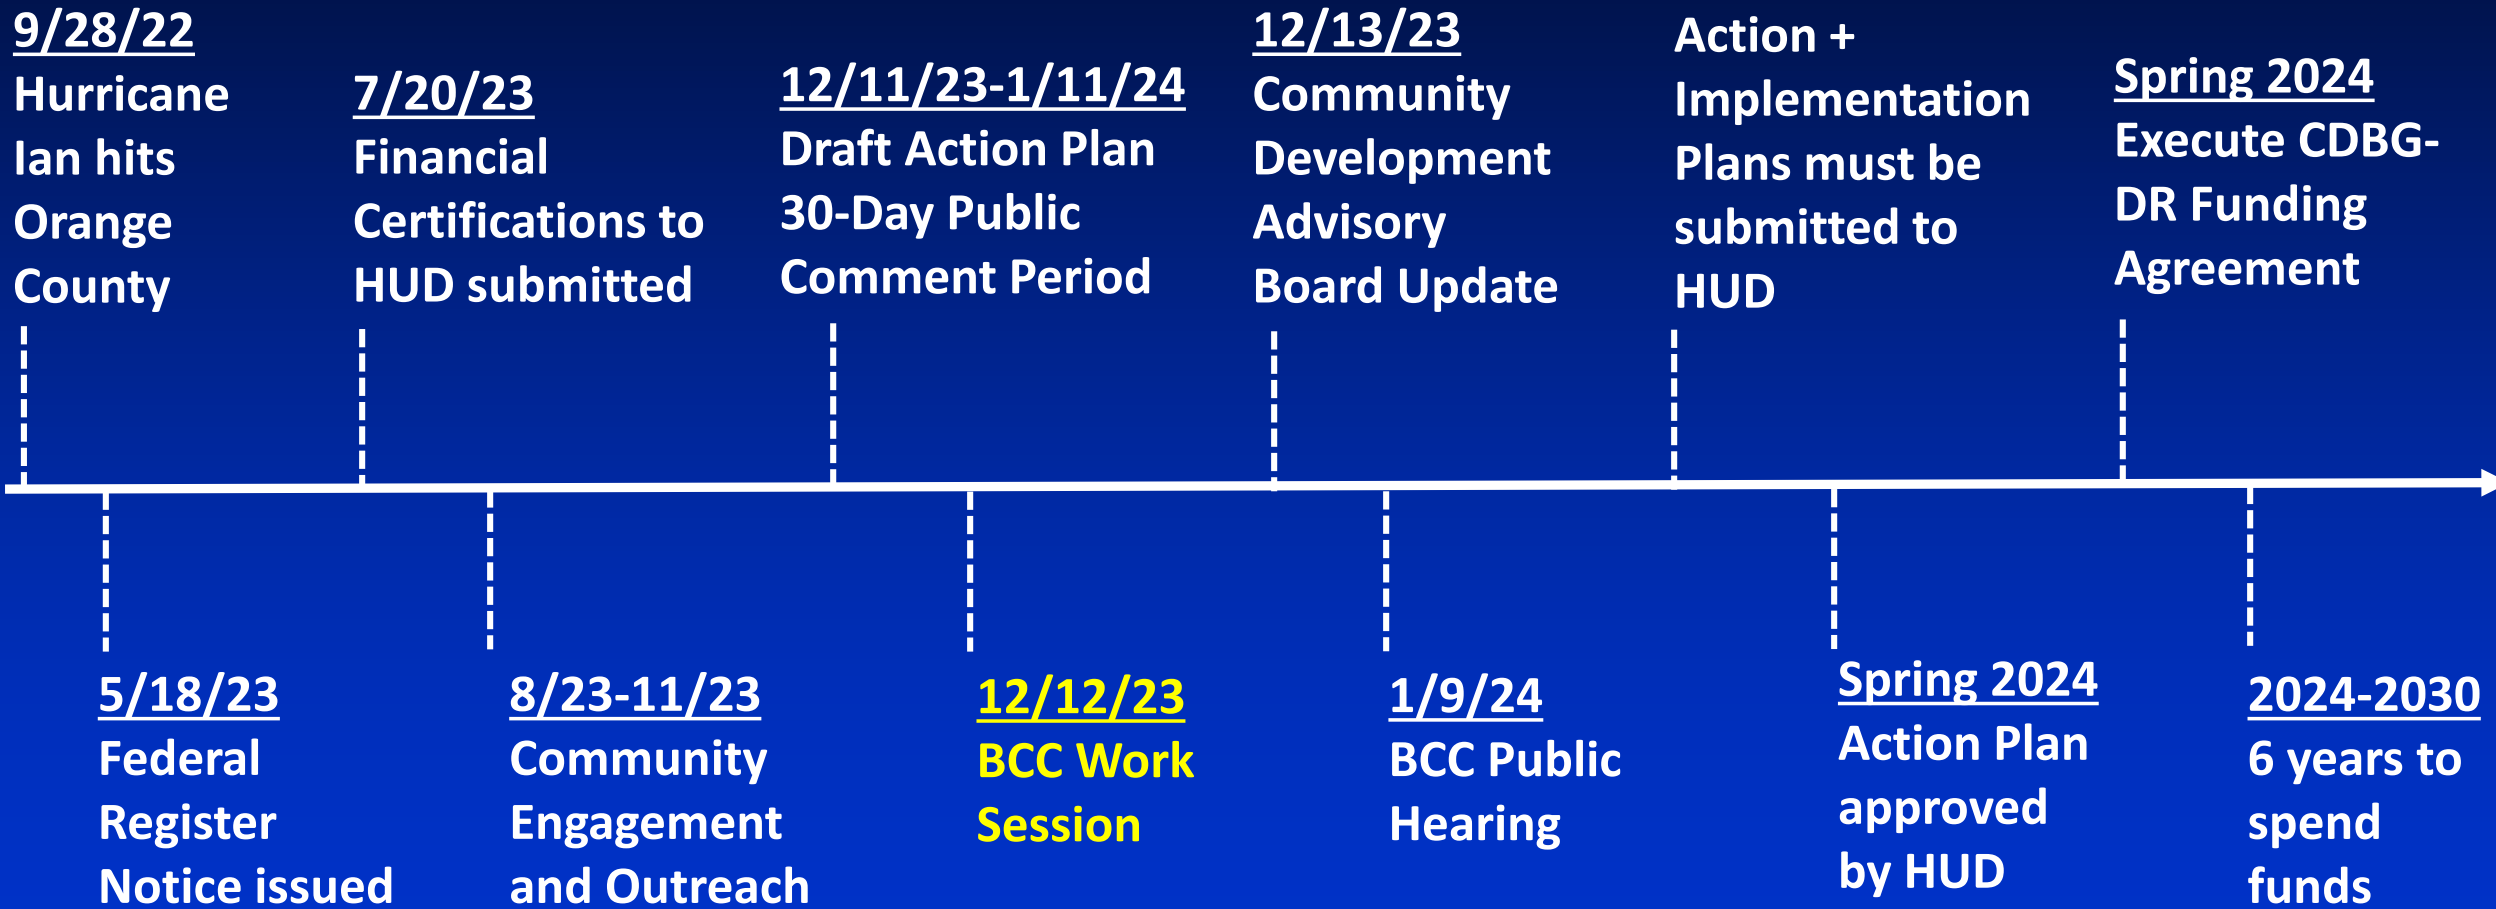 9/28/22
Hurricane
Ian hits
Orange
County
7/20/23
Financial
Certifications to
HUD submitted
12/11/23-1/11/24
Draft Action Plan
30-Day Public
Comment Period
12/13/23
Community
Development
Advisory
Board Update
Action +
Implementation
Plans must be
submitted to
HUD
Spring 2024
Execute CDBG-
DR Funding
Agreement
5/18/23
Federal
Register
Notice issued
8/23-11/23
Community
Engagement
and Outreach
12/12/23
BCC Work
Session
1/9/24
BCC Public
Hearing
Spring 2024
Action Plan
approved
by HUD
2024-2030
6 years to
spend
funds